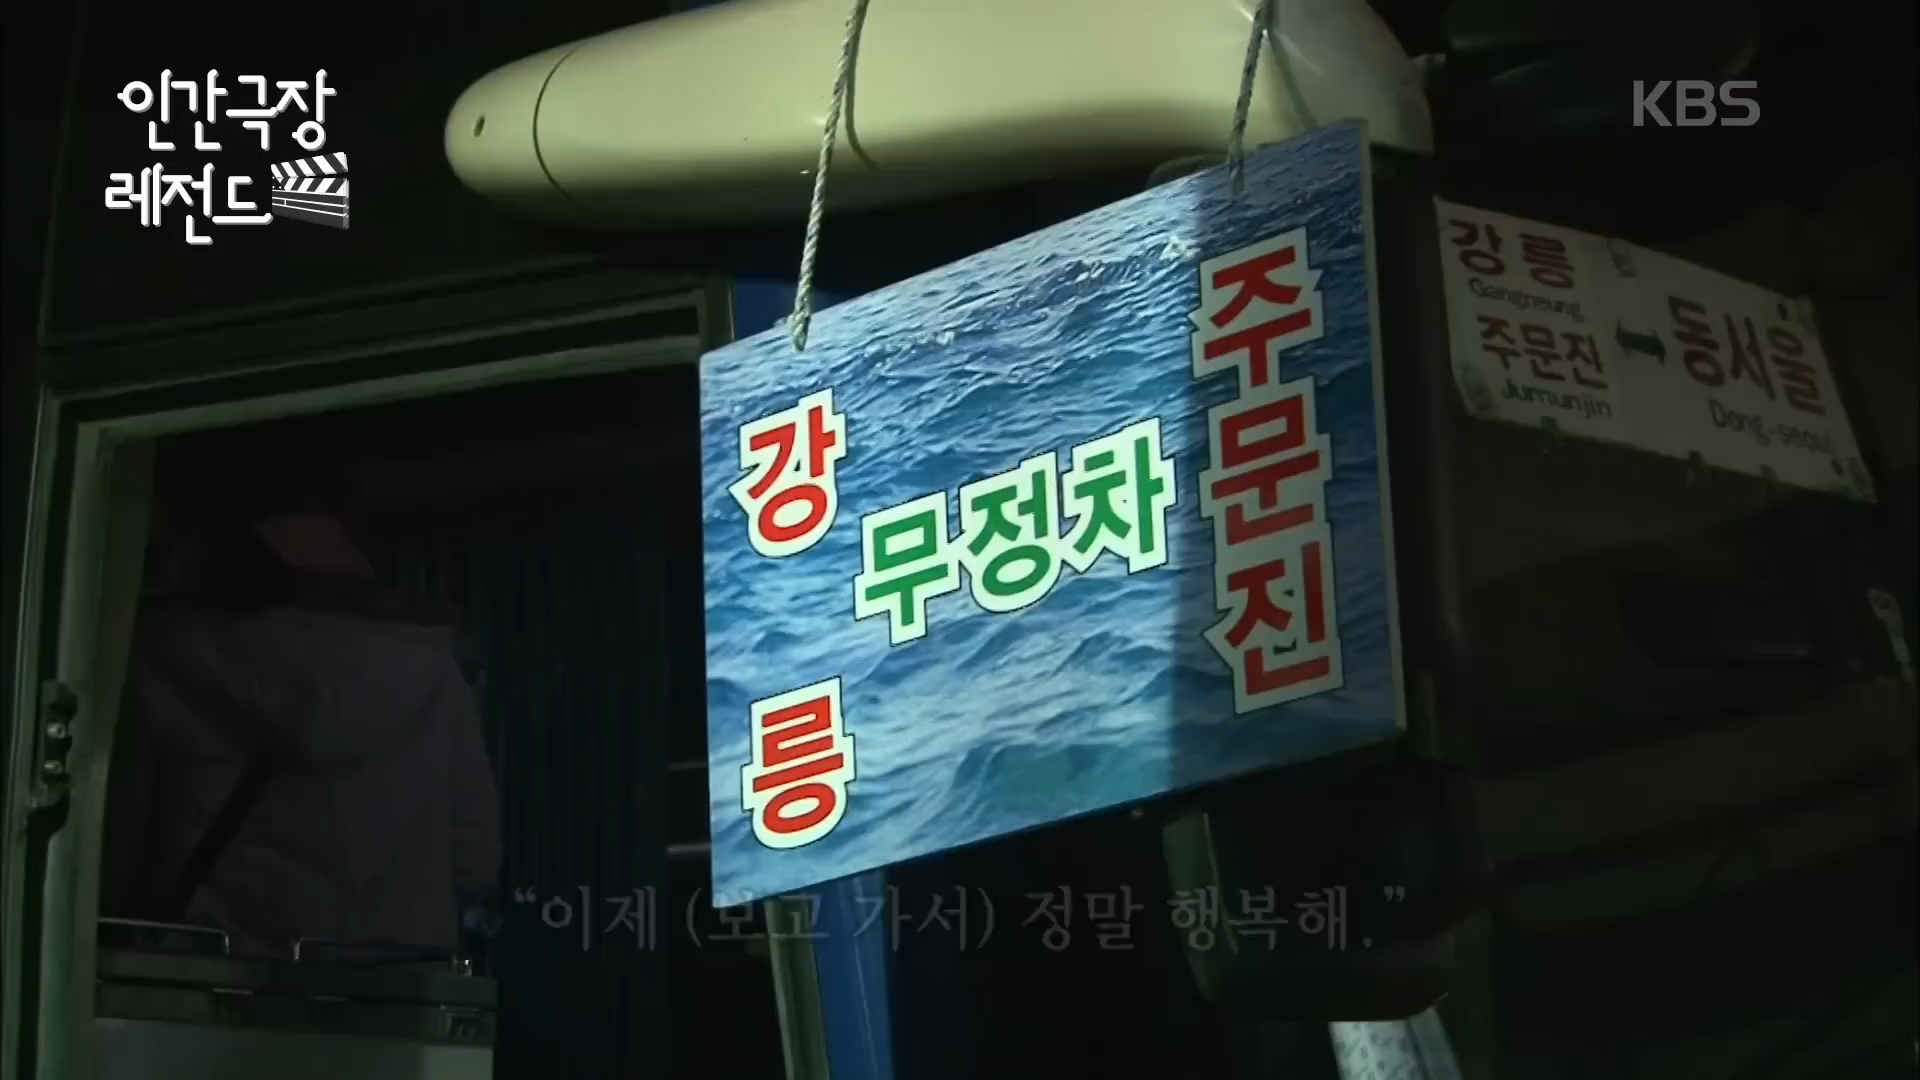 인간극장
레전드
KBS
강릉
무정차
주문진
강릉
Gangneung
주문진
Jumunjin
동서울
Dong-seoul
“이제 (보고 가서) 정말 행복해.”